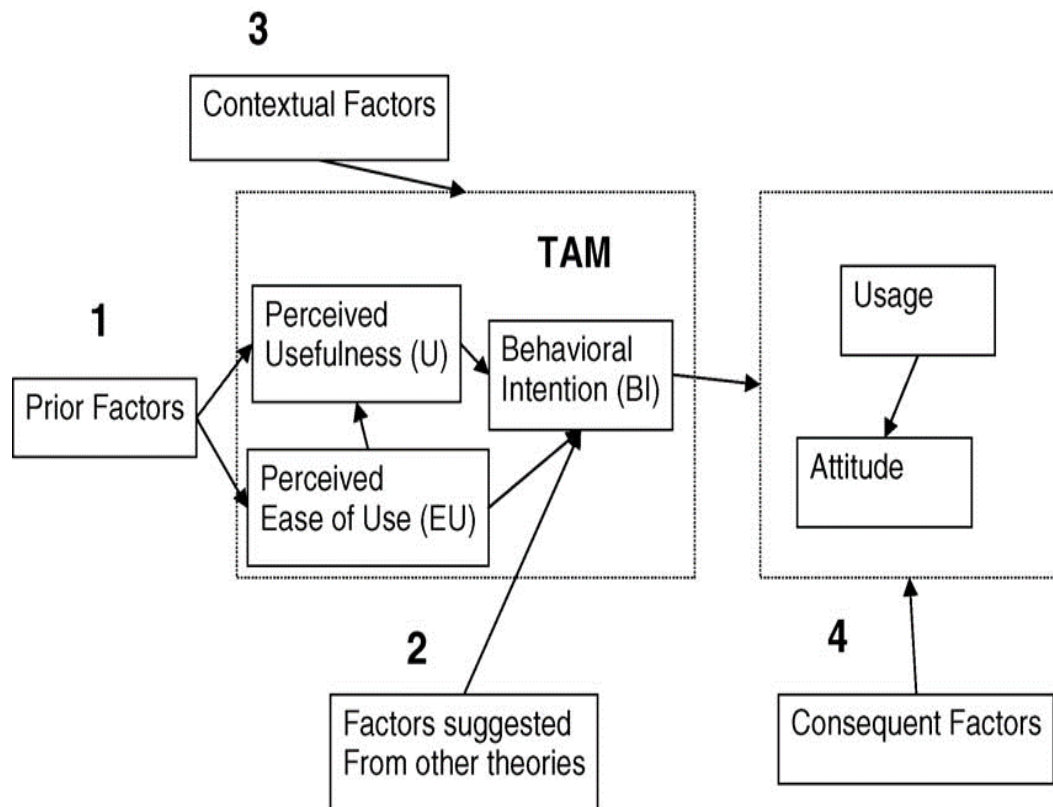 3
Contextual Factors
TAM
1
Perceived
Usefulness (U)
Behavioral
Intention (BI)
Usage
Prior Factors
Perceived
Ease of Use (EU)
Attitude
2
4
Factors suggested
From other theories
Consequent Factors